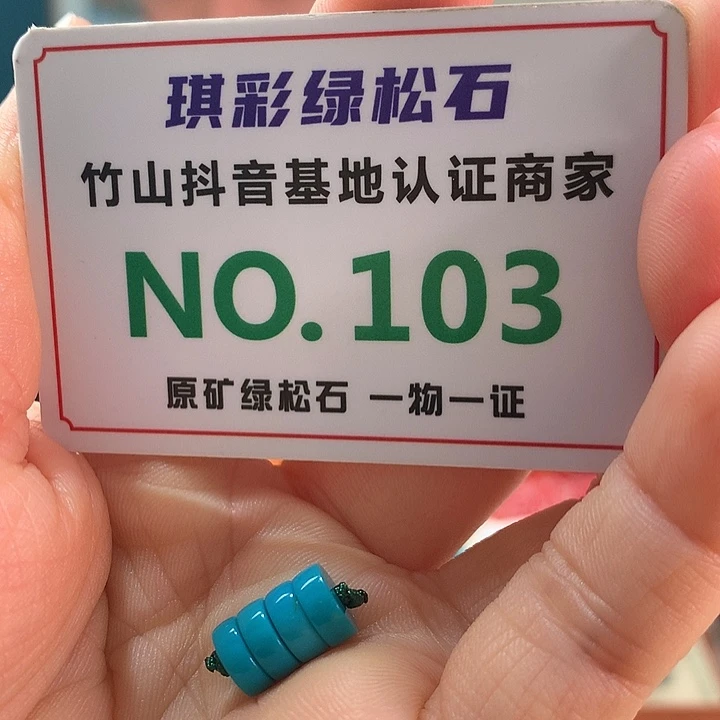 琪彩绿松石
竹山抖音基地认证商家
NO.103
原矿绿松石 一物一证